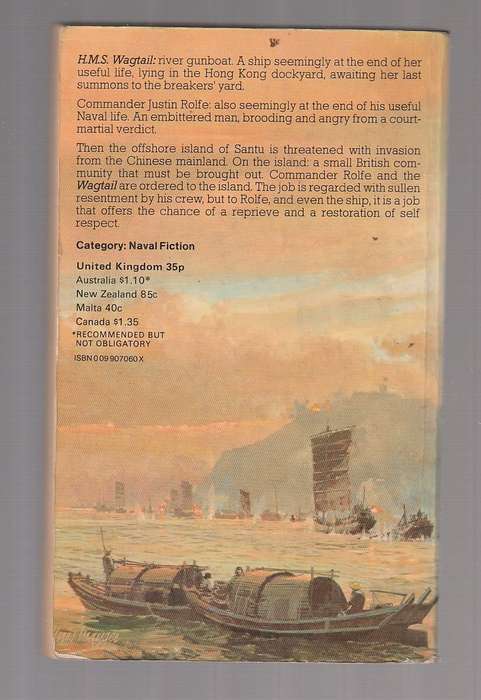 H.M.S. Wagtail: river gunboat. A ship seemingly at the end of her
useful life, lying in the Hong Kong dockyard, awaiting her last
summons to the breakers' yard.
Commander Justin Rolfe: also seemingly at the end of his useful
Naval life. An embittered man, brooding and angry from a court-
martial verdict.
Then the offshore island of Santu is threatened with invasion
from the Chinese mainland. On the island: a small British com-
munity that must be brought out. Commander Rolfe and the
Wagtail are ordered to the island. The job is regarded with sullen
resentment by his crew, but to Rolfe, and even the ship, it is a job
that offers the chance of a reprieve and a restoration of self
respect.
Category: Naval Fiction
United Kingdom 35p
Australia $1.10*
New Zealand 85c
Malta 40c
Canada $1.35
*RECOMMENDED BUT
NOT OBLIGATORY
ISBN 0 09 907060 X